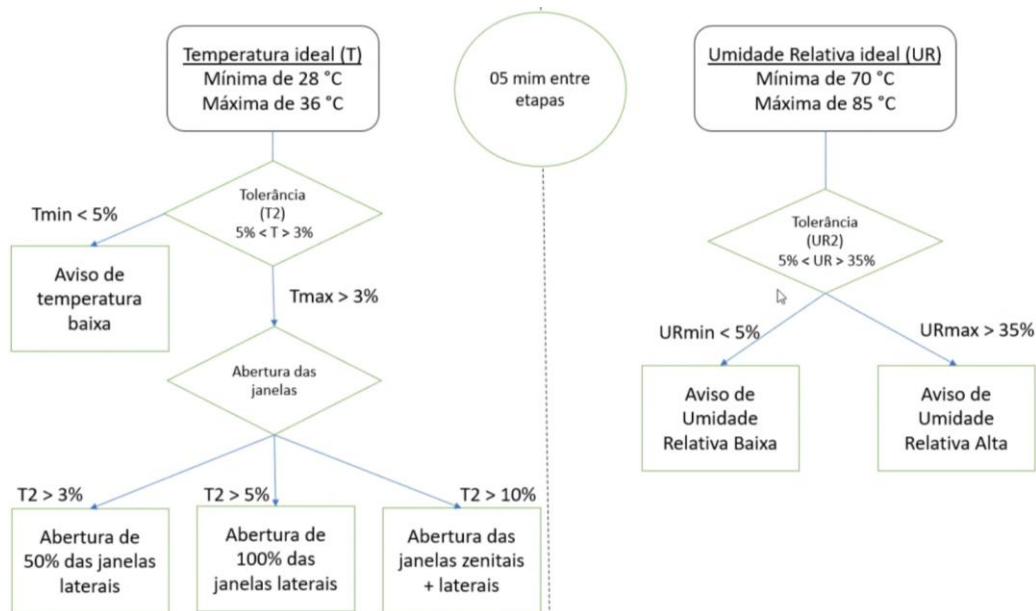 Temperatura ideal (T)
Mínima de 28 °C
Máxima de 36 °C
Tolerância
(T2)
5% < T > 3%
Tmin < 5%
Aviso de
temperatura
baixa
Tmax > 3%
Abertura das
janelas
T2 > 3%
Abertura de
50% das janelas
laterais
T2 > 5%
Abertura de
100% das
janelas laterais
T2 > 10%
Abertura das
janelas zenitais
+ laterais
05 mim entre
etapas
Umidade Relativa ideal (UR)
Mínima de 70 °C
Máxima de 85 °C
Tolerância
(UR2)
5% < UR > 35%
URmin < 5%
Aviso de
Umidade
Relativa Baixa
URmax > 35%
Aviso de
Umidade
Relativa Alta